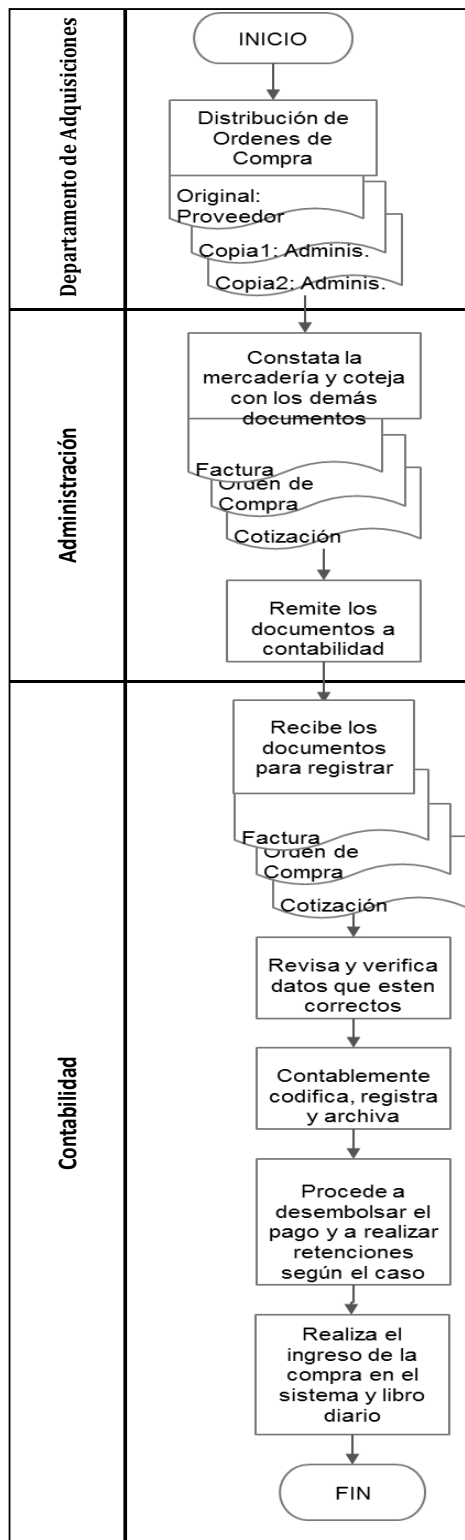 Departamento de Adquisiciones
INICIO
Distribución de
Ordenes de
Compra
Original:
Proveedor
Copia1: Adminis.
Copia2: Adminis.
Administración
Constata la
mercadería y coteja
con los demás
documentos
Factura
Orden de
Compra
Cotización
Remite los
documentos a
contabilidad
Contabilidad
Recibe los
documentos
para registrar
Factura
Orden de
Compra
Cotización
Revisa y verifica
datos que esten
correctos
Contablemente
codifica, registra
y archiva
Procede a
desembolsar el
pago y a realizar
retenciones
según el caso
Realiza el
ingreso de la
compra en el
sistema y libro
diario
FIN